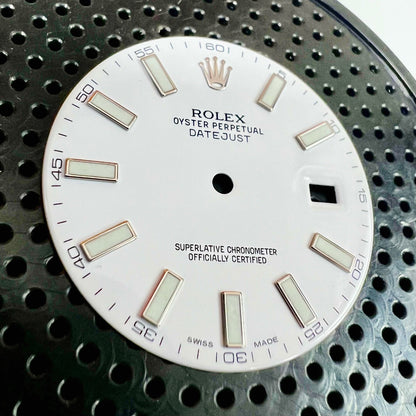 60
5
10
55
50
45
40
35
30
25
20
ROLEX
OYSTER PERPETUAL
DATEJUST
SUPERLATIVE CHRONOMETER
OFFICIALLY CERTIFIED
SWISS MADE